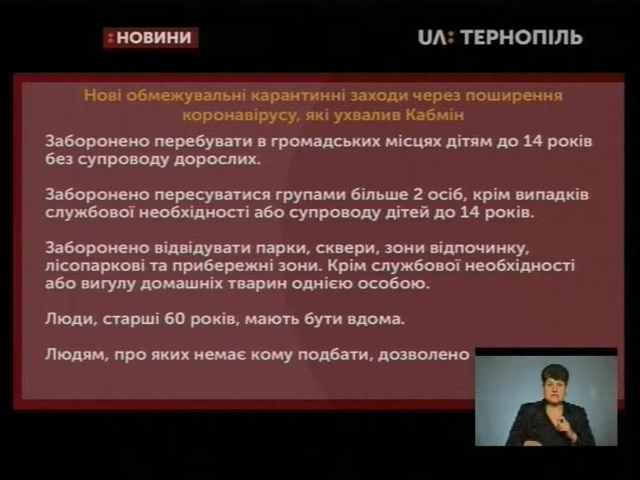 :НОВИНИ
UA: ТЕРНОПІЛЬ
Нові обмежувальні карантинні заходи через поширення
коронавірусу, які ухвалив Кабмін
Заборонено перебувати в громадських місцях дітям до 14 років
без супроводу дорослих.
Заборонено пересуватися групами більше 2 осіб, крім випадків
службової необхідності або супроводу дітей до 14 років.
Заборонено відвідувати парки, сквери, зони відпочинку,
лісопаркові та прибережні зони. Крім службової необхідності
або вигулу домашніх тварин однією особою.
Люди, старші 60 років, мають бути вдома.
Людям, про яких немає кому подбати, дозволено